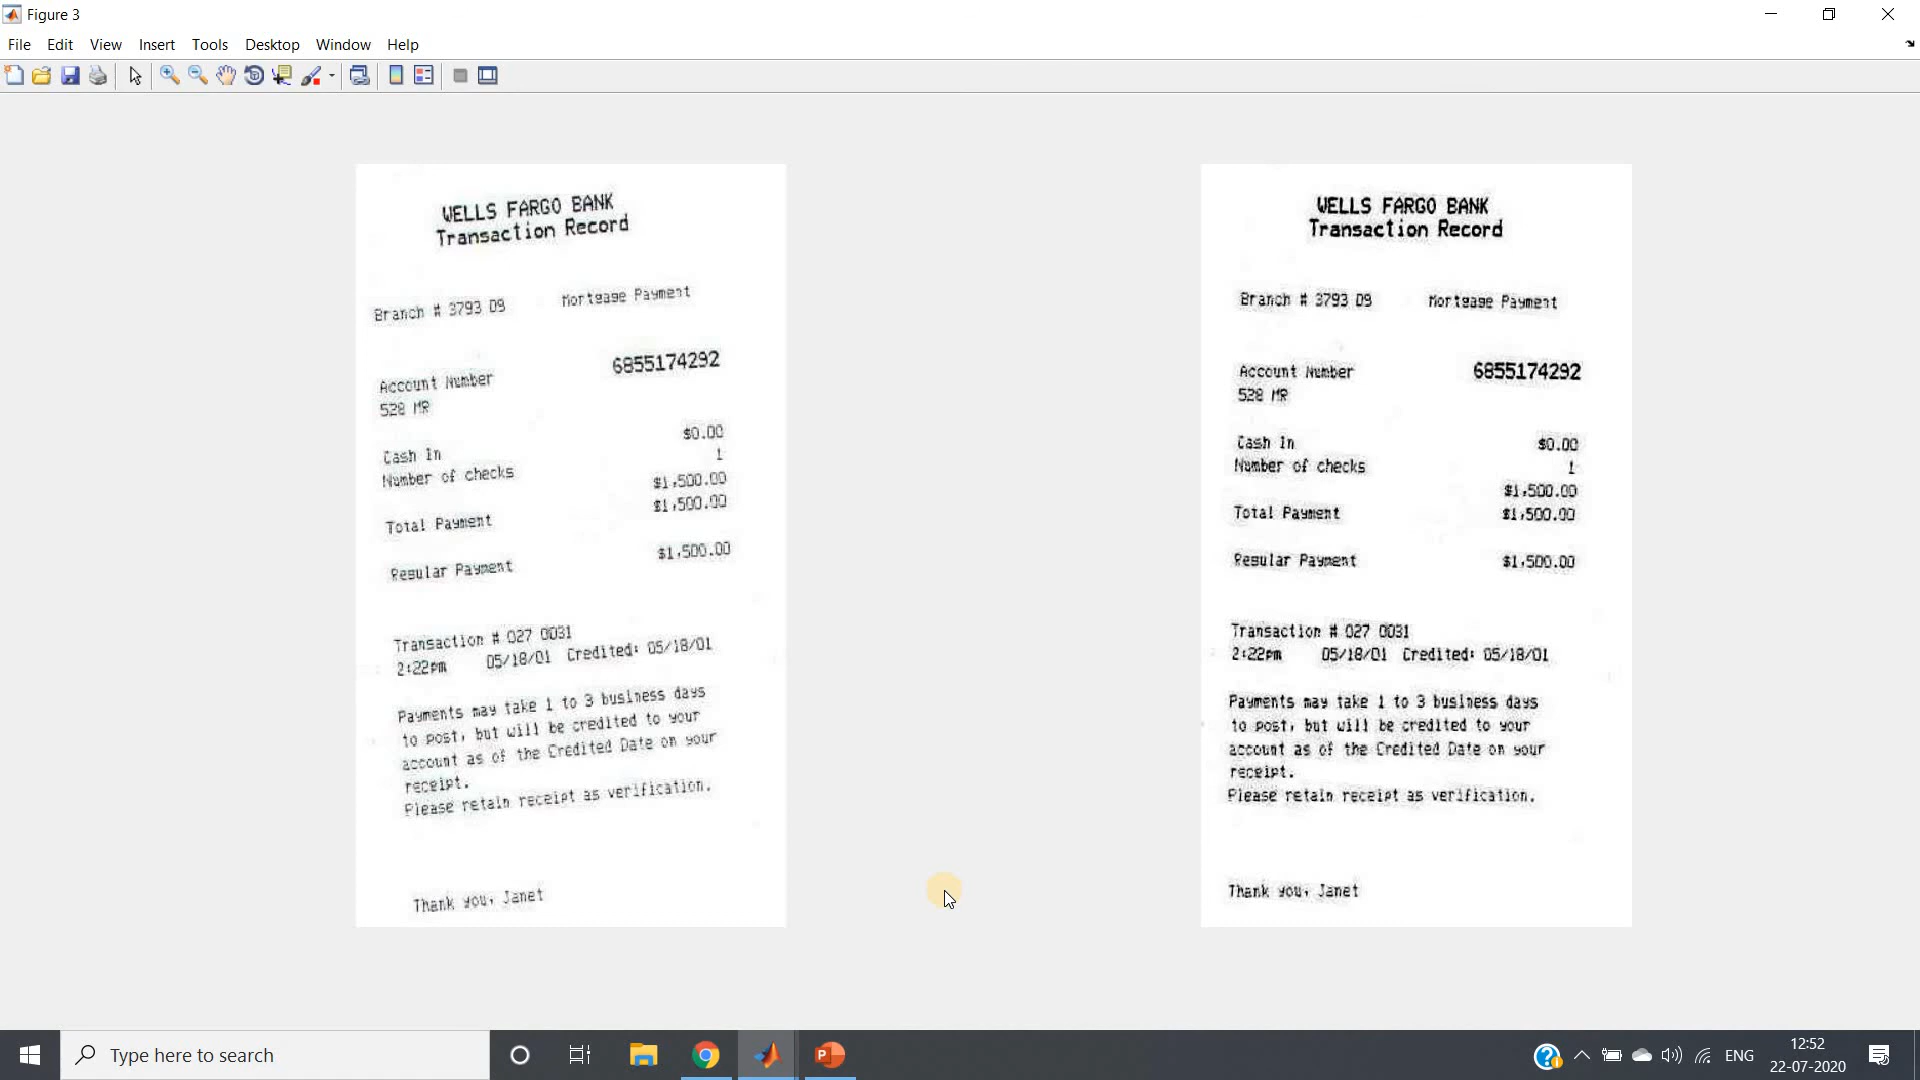 Figure 3
File Edit View Insert Tools Desktop Window Help
WELLS FARGO BANK
Transaction Record
Branch # 3793 09 Mortgage Payment
Account Number 6855174292
528 MR
Cash In $0.00
Number of checks 1
$1,500.00
Total Payment $1,500.00
Regular Payment $1,500.00
Transaction # 027 0031
2:22pm 05/18/01 Credited: 05/18/01
Payments may take 1 to 3 business days
to post, but will be credited to your
account as of the Credited Date on your
receipt.
Please retain receipt as verification.
Thank you, Janet
WELLS FARGO BANK
Transaction Record
Branch # 3793 09 Mortgage Payment
Account Number 6855174292
528 MR
Cash In $0.00
Number of checks 1
$1,500.00
Total Payment $1,500.00
Regular Payment $1,500.00
Transaction # 027 0031
2:22pm 05/18/01 Credited: 05/18/01
Payments may take 1 to 3 business days
to post, but will be credited to your
account as of the Credited Date on your
receipt.
Please retain receipt as verification.
Thank you, Janet
Type here to search
ENG
12:52
22-07-2020